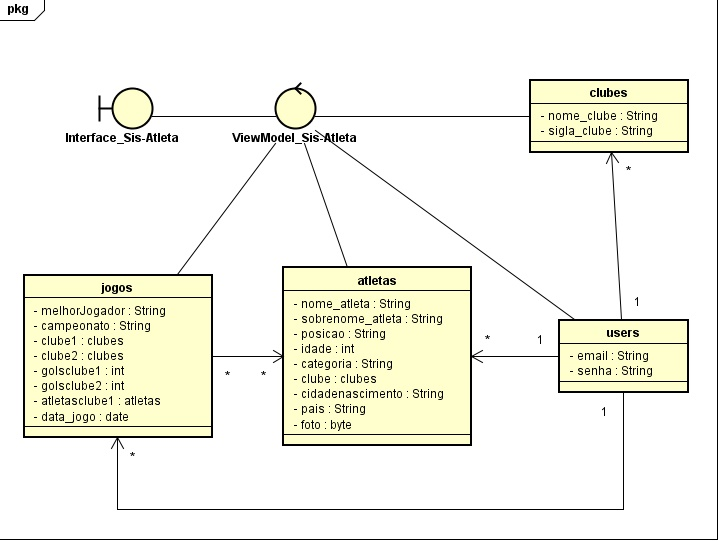 pkg
Interface_Sis-Atleta
ViewModel_Sis-Atleta
clubes
- nome_clube : String
- sigla_clube : String
*
1
jogos
- melhorJogador : String
- campeonato : String
- clube1 : clubes
- clube2 : clubes
- golsclube1 : int
- golsclube2 : int
- atletasclube1 : atletas
- data_jogo : date
*
*
atletas
- nome_atleta : String
- sobrenome_atleta : String
- posicao : String
- idade : int
- categoria : String
- clube : clubes
- cidadenascimento : String
- pais : String
- foto : byte
*
1
users
- email : String
- senha : String
1
*